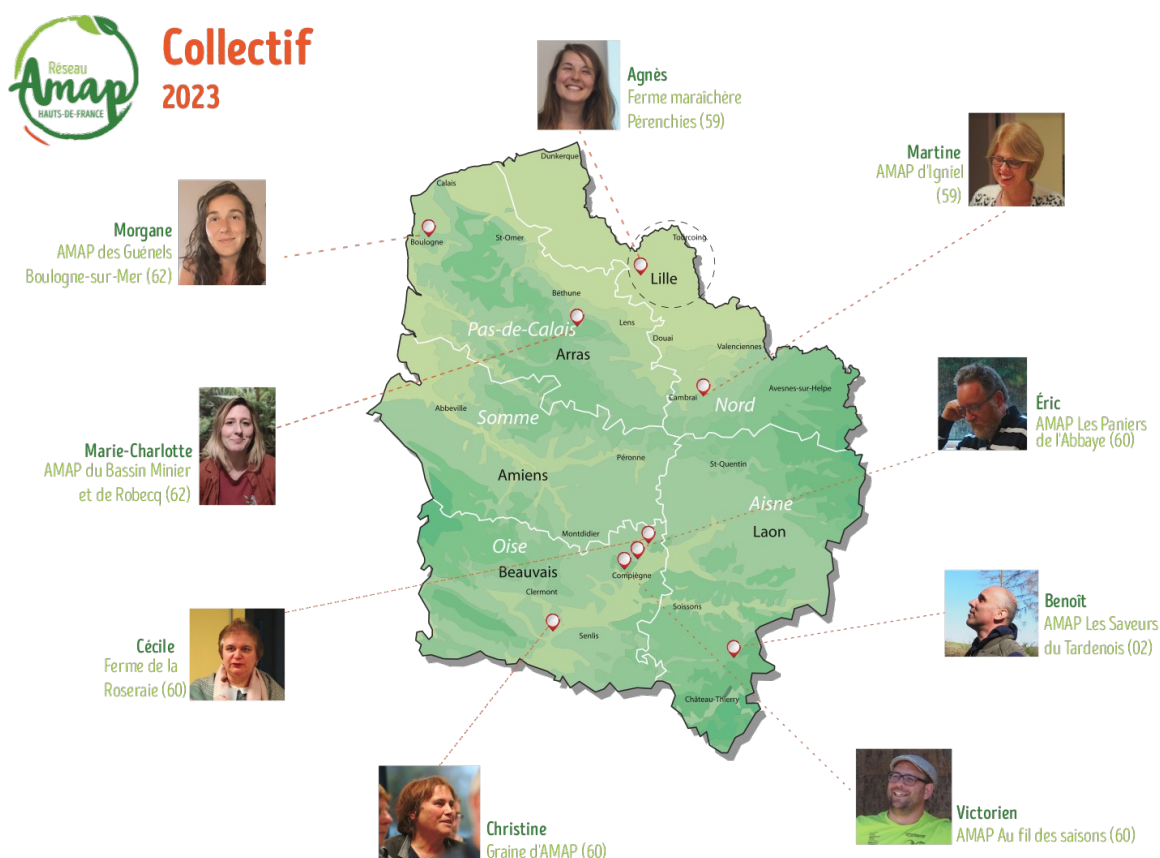 Réseau
Amap
HAUTS-DE-FRANCE
Collectif
2023
Agnès
Ferme maraîchère
Pérenchies (59)
Martine
AMAP d'Igniel
(59)
Morgane
AMAP des Guénels
Boulogne-sur-Mer (62)
Marie-Charlotte
AMAP du Bassin Minier
et de Robecq (62)
Éric
AMAP Les Paniers
de l'Abbaye (60)
Cécile
Ferme de la
Roseraie (60)
Benoît
AMAP Les Saveurs
du Tardenois (02)
Christine
Graine d'AMAP (60)
Victorien
AMAP Au fil des saisons (60)
Dunkerque
Calais
Boulogne
St-Omer
Tourcoing
Lille
Béthune
Pas-de-Calais
Lens
Arras
Douai
Valenciennes
Cambrai
Nord
Avesnes-sur-Helpe
Abbeville
Somme
Amiens
Péronne
St-Quentin
Aisne
Laon
Montdidier
Oise
Beauvais
Compiègne
Clermont
Soissons
Senlis
Château-Thierry